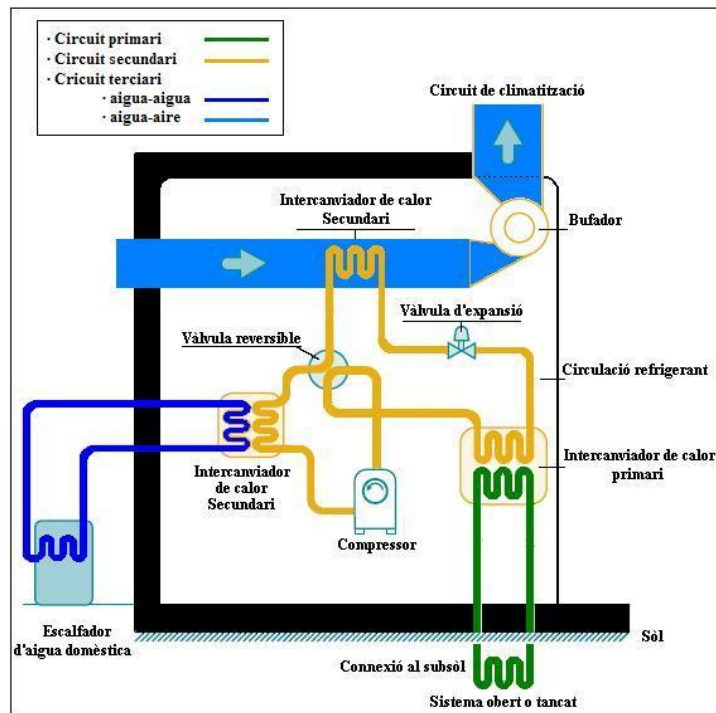 · Circuit primari
· Circuit secundari
· Cricuit terciari
· aigua-aigua
· aigua-aire
Circuit de climatització
Intercanviador de calor
Secundari
Bufador
Vàlvula d'expansió
Vàlvula reversible
Circulació refrigerant
Intercanviador de calor
primari
Intercanviador
de calor
Secundari
Compressor
Escalfador
d'aigua domèstica
Sòl
Connexió al subsòl
Sistema obert o tancat